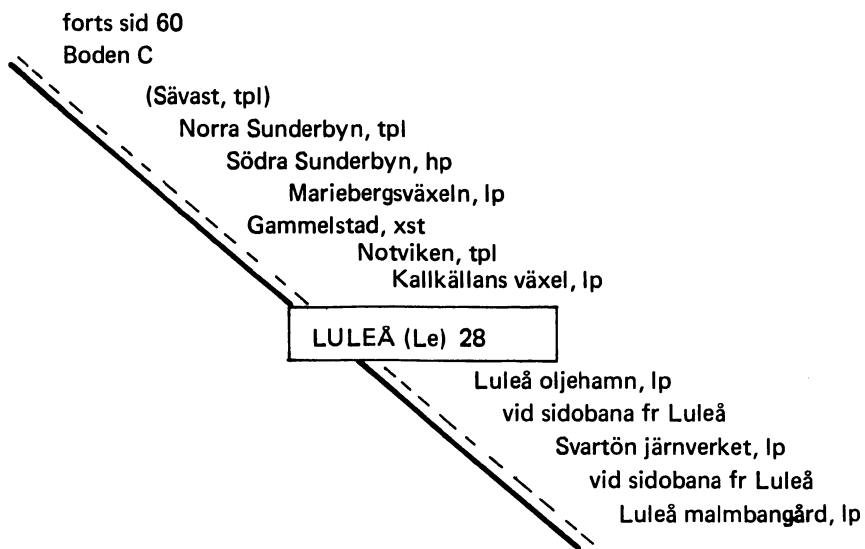 forts sid 60
Boden C
(Sävast, tpl)
Norra Sunderbyn, tpl
Södra Sunderbyn, hp
Mariebergsväxeln, lp
Gammelstad, xst
Notviken, tpl
Kallkällans växel, lp
LULEÅ (Le) 28
Luleå oljehamn, lp
vid sidobana fr Luleå
Svartön järnverket, lp
vid sidobana fr Luleå
Luleå malmbangård, lp